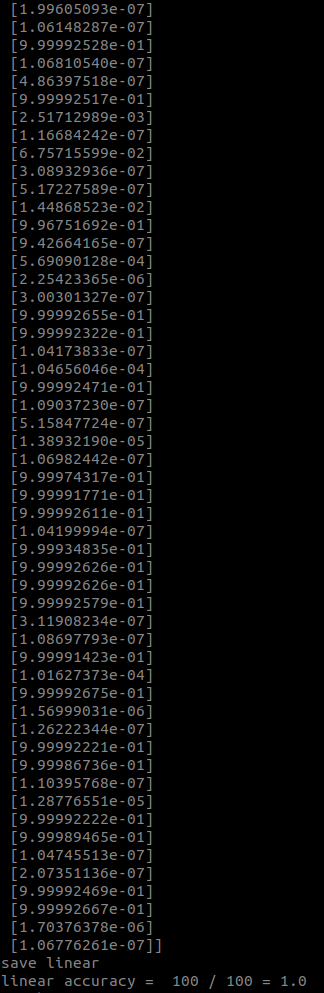 [1.99605093e-07]
[1.06148287e-07]
[9.99992528e-01]
[1.06810540e-07]
[4.86397518e-07]
[9.99992517e-01]
[2.51712989e-03]
[1.16684242e-07]
[6.75715599e-02]
[3.08932936e-07]
[5.17227589e-07]
[1.44868523e-02]
[9.96751692e-01]
[9.42664165e-07]
[5.69090128e-04]
[2.25423365e-06]
[3.00301327e-07]
[9.99992655e-01]
[9.99992322e-01]
[1.04173833e-07]
[1.04656046e-04]
[9.99992471e-01]
[1.09037230e-07]
[5.15847724e-07]
[1.38932190e-05]
[1.06982442e-07]
[9.99974317e-01]
[9.99991771e-01]
[9.99992611e-01]
[1.04199994e-07]
[9.99934835e-01]
[9.99992626e-01]
[9.99992626e-01]
[9.99992579e-01]
[3.11908234e-07]
[1.08697793e-07]
[9.99991423e-01]
[1.01627373e-04]
[9.99992675e-01]
[1.56999031e-06]
[1.26222344e-07]
[9.99992221e-01]
[9.99986736e-01]
[1.10395768e-07]
[1.28776551e-05]
[9.99992222e-01]
[9.99989465e-01]
[1.04745513e-07]
[2.07351136e-07]
[9.99992469e-01]
[9.99992667e-01]
[1.70376378e-06]
[1.06776261e-07]]
save linear
linear accuracy =  100 / 100 = 1.0